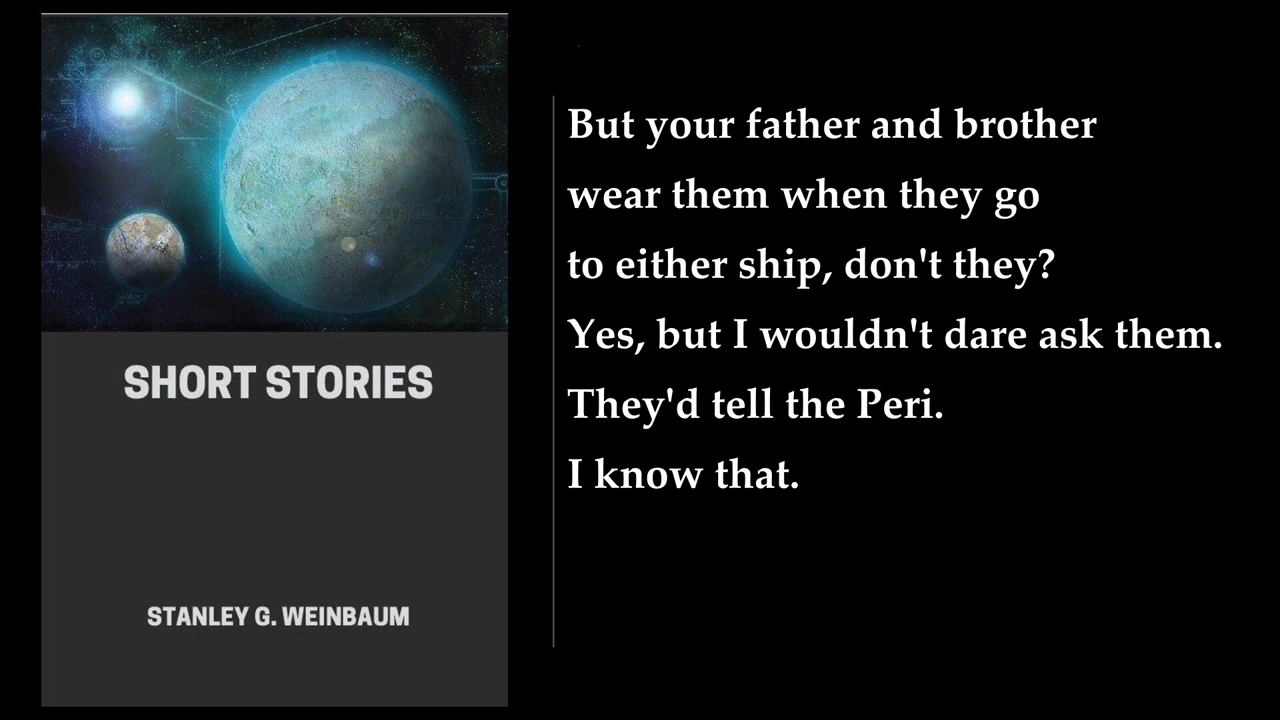 SHORT STORIES
STANLEY G. WEINBAUM
But your father and brother
wear them when they go
to either ship, don't they?
Yes, but I wouldn't dare ask them.
They'd tell the Peri.
I know that.